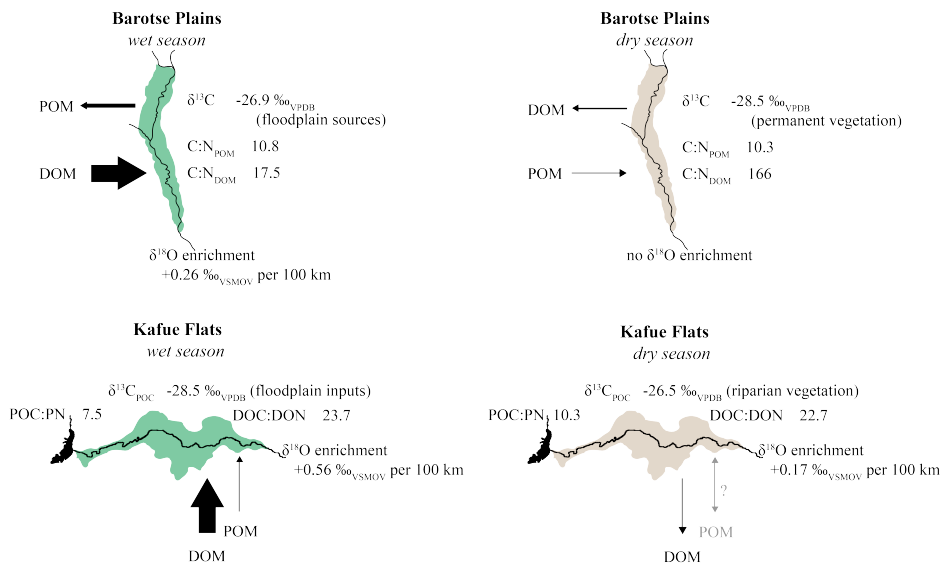 Barotse Plains
wet season
POM
δ¹³C -26.9 ‰VPDB
(floodplain sources)
C:NPOM 10.8
DOM
C:NDOM 17.5
δ¹⁸O enrichment
+0.26 ‰VSMOV per 100 km
Barotse Plains
dry season
DOM
δ¹³C -28.5 ‰VPDB
(permanent vegetation)
C:NPOM 10.3
POM
C:NDOM 166
no δ¹⁸O enrichment
Kafue Flats
wet season
δ¹³CPOC -28.5 ‰VPDB (floodplain inputs)
POC:PN 7.5
DOC:DON 23.7
δ¹⁸O enrichment
+0.56 ‰VSMOV per 100 km
POM
DOM
Kafue Flats
dry season
δ¹³CPOC -26.5 ‰VPDB (riparian vegetation)
POC:PN 10.3
DOC:DON 22.7
δ¹⁸O enrichment
+0.17 ‰VSMOV per 100 km
?
POM
DOM